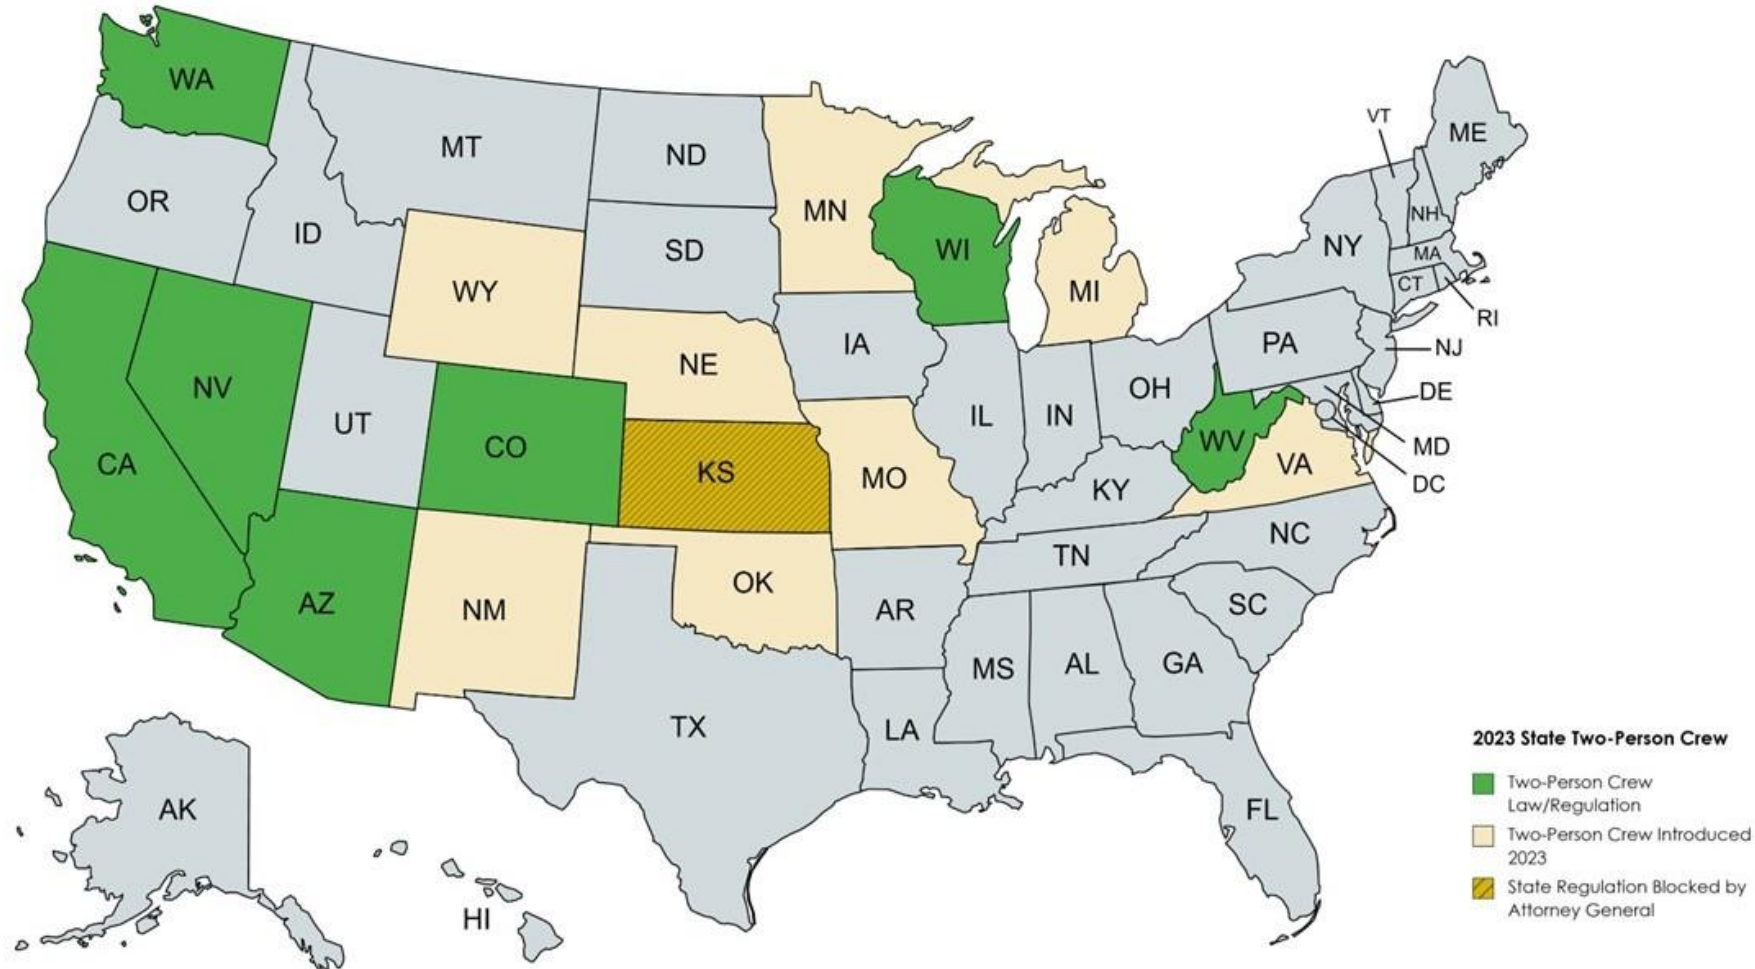 WA
MT
ND
VT
ME
OR
ID
MN
WI
SD
NH
NY
MA
CT
WY
MI
RI
IA
PA
NJ
NE
NV
OH
DE
UT
IL
IN
CO
WV
MD
CA
KS
MO
VA
DC
KY
NC
TN
OK
AZ
NM
AR
SC
MS
AL
GA
TX
LA
2023 State Two-Person Crew
Two-Person Crew
Law/Regulation
AK
FL
Two-Person Crew Introduced
2023
State Regulation Blocked by
Attorney General
HI